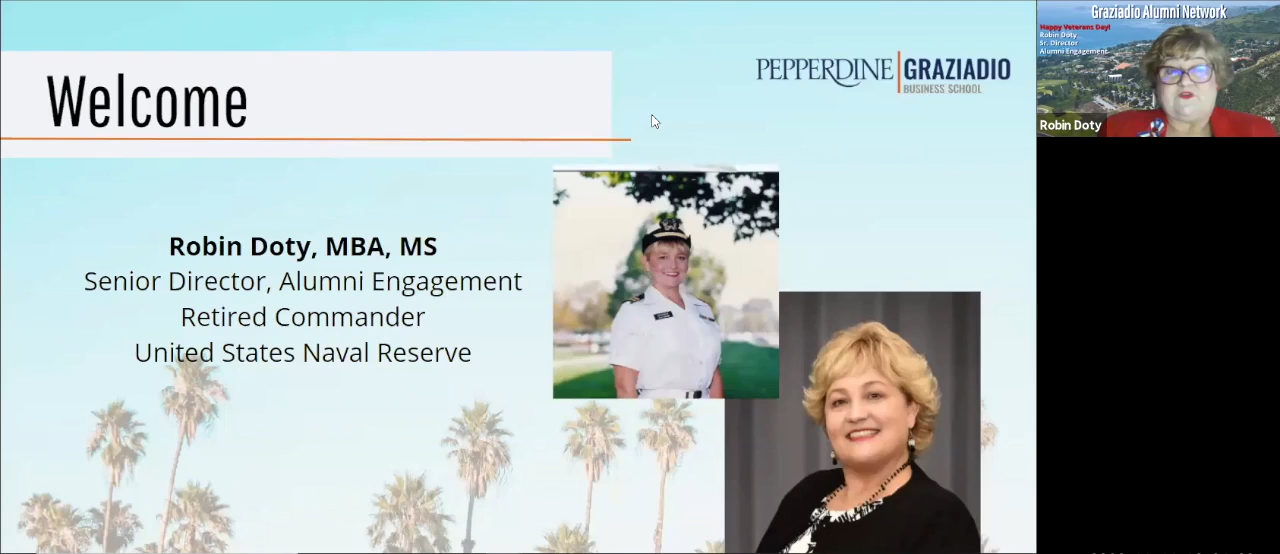 Welcome
PEPPERDINE GRAZIADIO
BUSINESS SCHOOL
Robin Doty, MBA, MS
Senior Director, Alumni Engagement
Retired Commander
United States Naval Reserve
Graziadio Alumni Network
Happy Veterans Day!
Robin Doty
Sr. Director
Alumni Engagement
Robin Doty